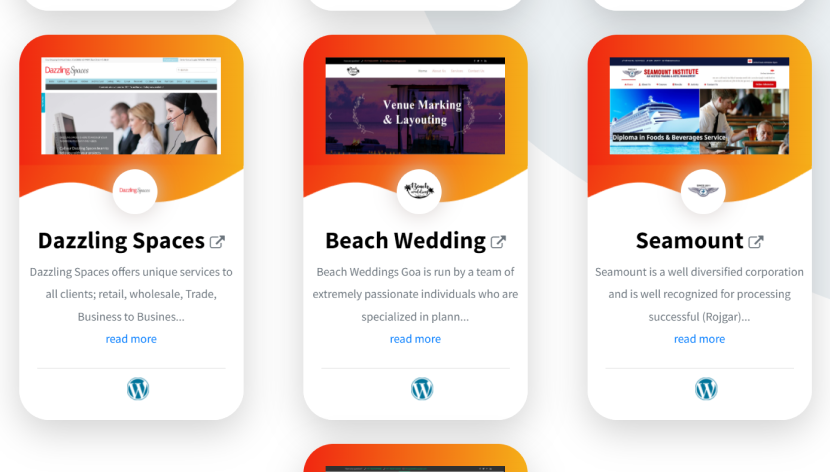 Dazzling Spaces
Venue Marking
& Layouting
SEAMOUNT INSTITUTE
Diploma In Foods & Beverages Service
Dazzling Spaces
Beach Wedding
Dazzling Spaces
Dazzling Spaces offers unique services to
all clients; retail, wholesale, Trade,
Business to Busines...
read more
Beach Wedding
Beach Weddings Goa is run by a team of
extremely passionate individuals who are
specialized in plann...
read more
Seamount
Seamount is a well diversified corporation
and is well recognized for processing
successful (Rojgar)...
read more